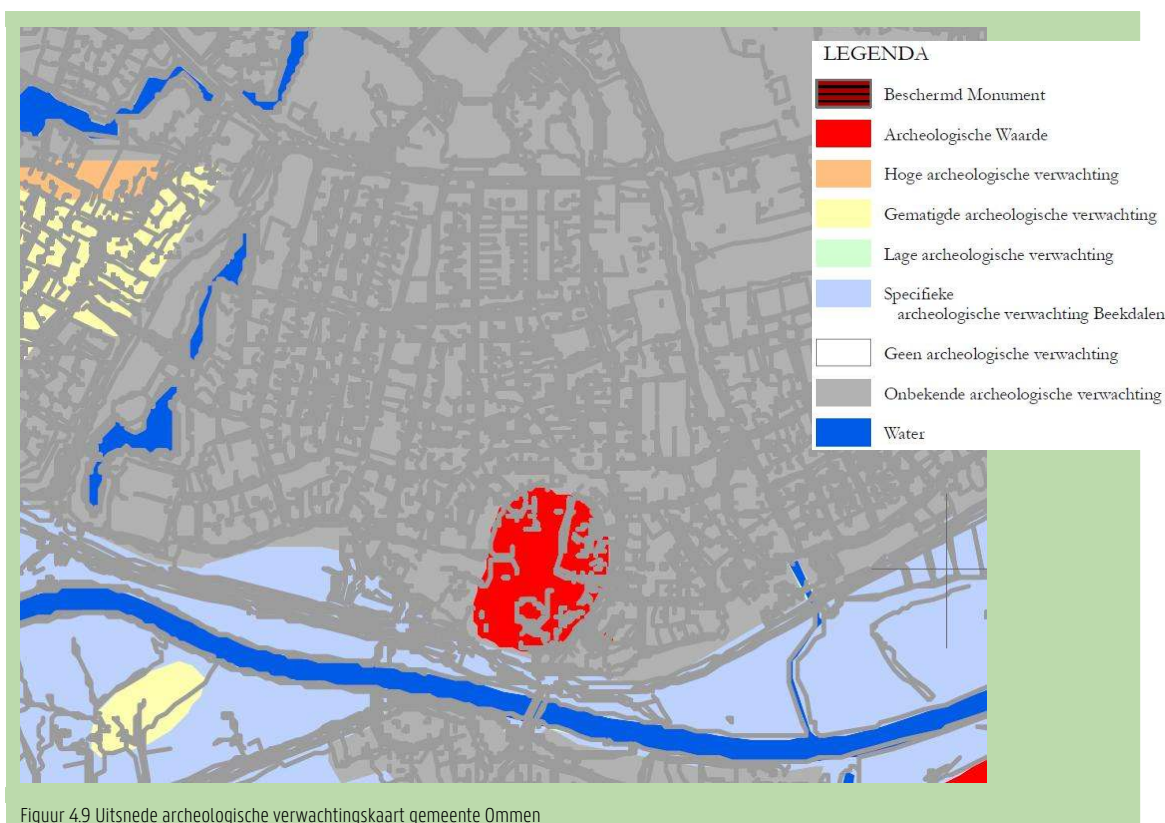 LEGENDA
Beschermd Monument
Archeologische Waarde
Hoge archeologische verwachting
Gematigde archeologische verwachting
Lage archeologische verwachting
Specifieke
archeologische verwachting Beekdalen
Geen archeologische verwachting
Onbekende archeologische verwachting
Water
Figuur 4.9 Uitsnede archeologische verwachtingskaart gemeente Ommen